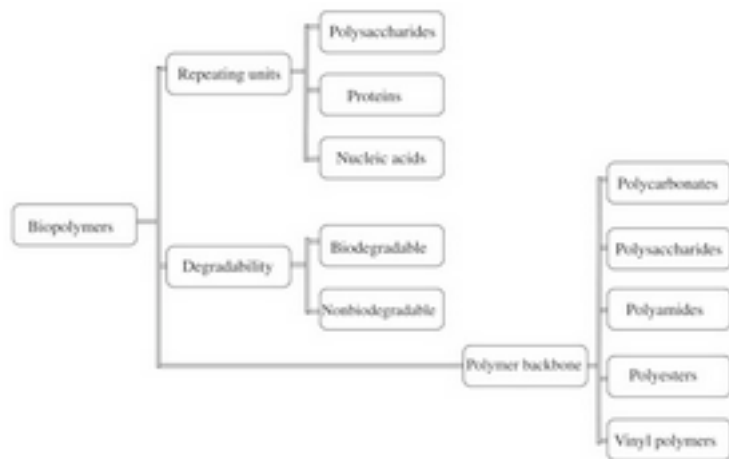 Polysaccharides
Repeating units
Proteins
Nucleic acids
Biopolymers
Degradability
Biodegradable
Nonbiodegradable
Polymer backbone
Polycarbonates
Polysaccharides
Polyamides
Polyesters
Vinyl polymers